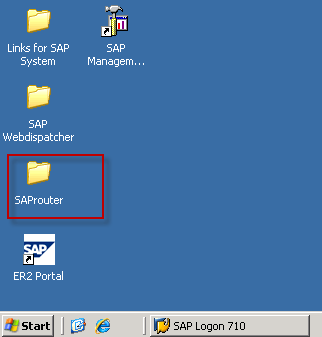 Links for SAP
System
SAP
Managem...
SAP
Webdispatcher
SAProuter
SAP
ER2 Portal
Start
SAP Logon 710